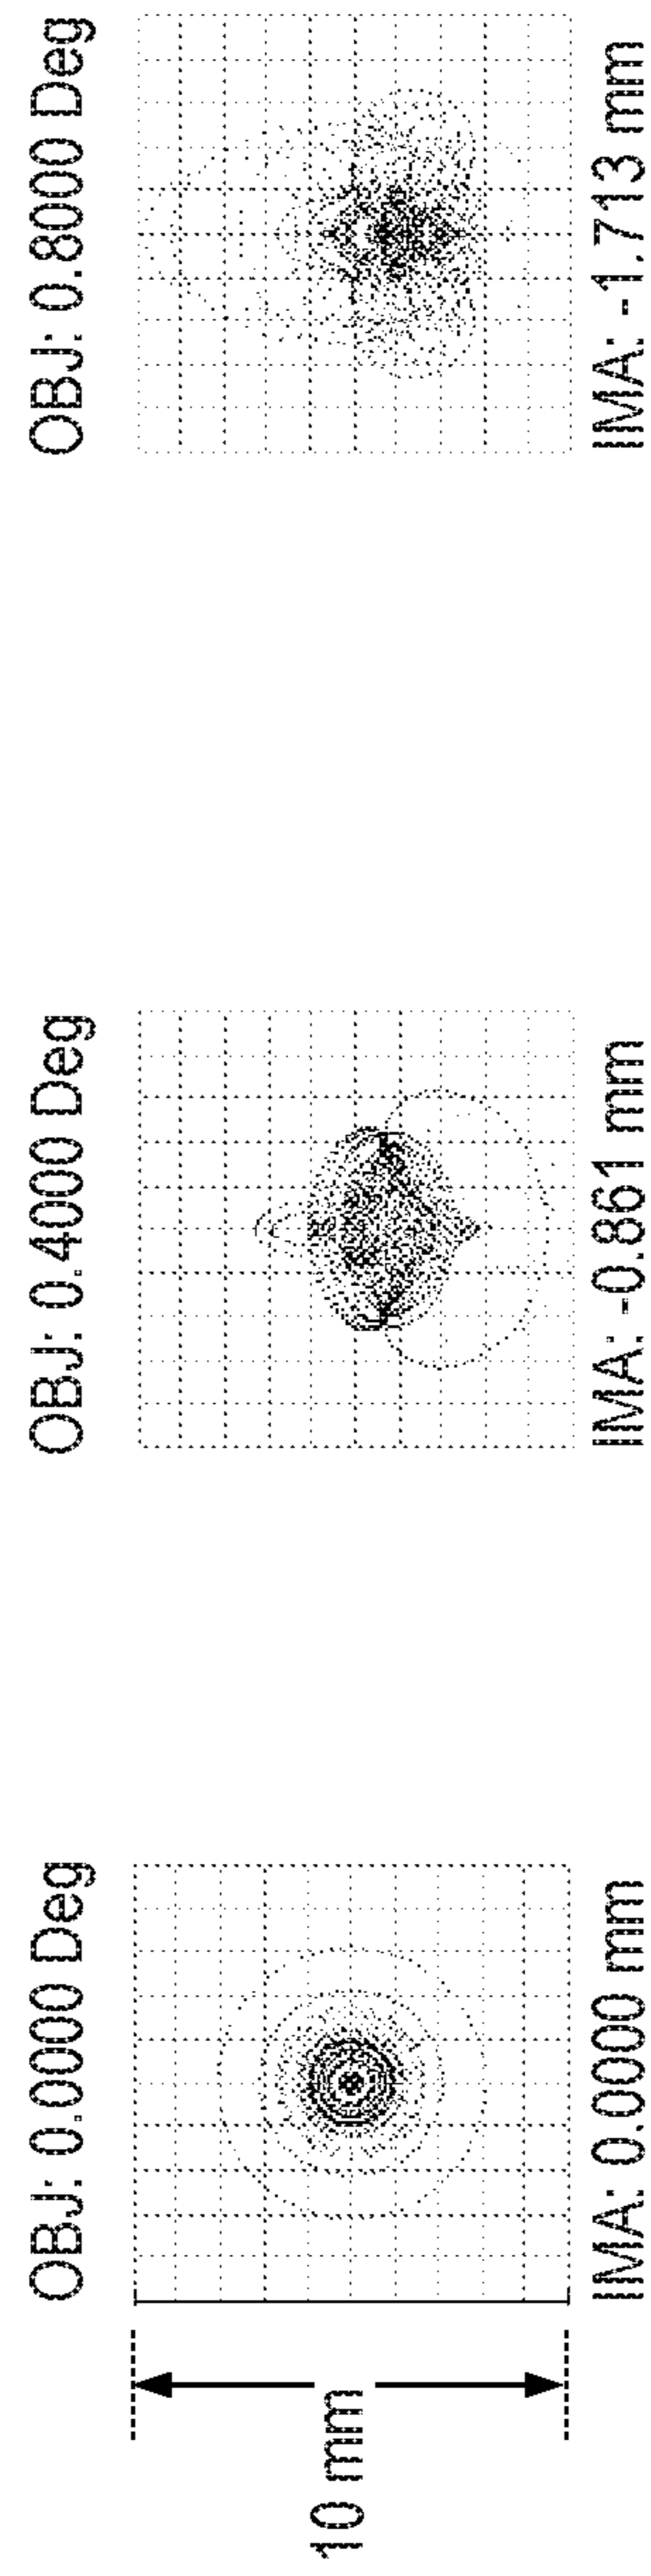 OBJ: 0.0000 Deg
OBJ: 0.4000 Deg
OBJ: 0.8000 Deg
10 mm
IMA: 0.0000 mm
IMA: -0.861 mm
IMA: -1.713 mm